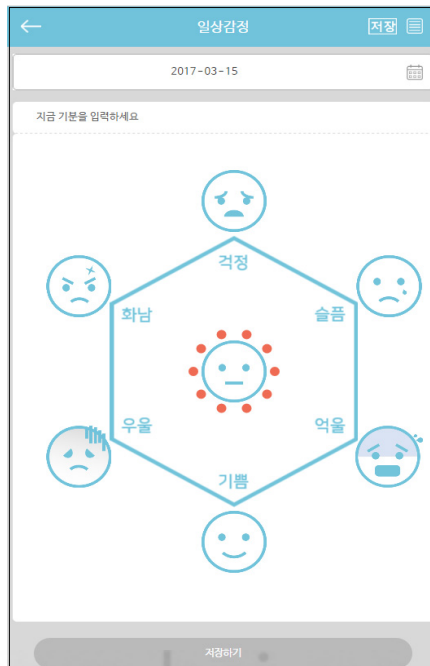 일상감정 저장
2017-03-15
지금 기분을 입력하세요
걱정
화남 슬픔
우울 억울
기쁨
저장하기